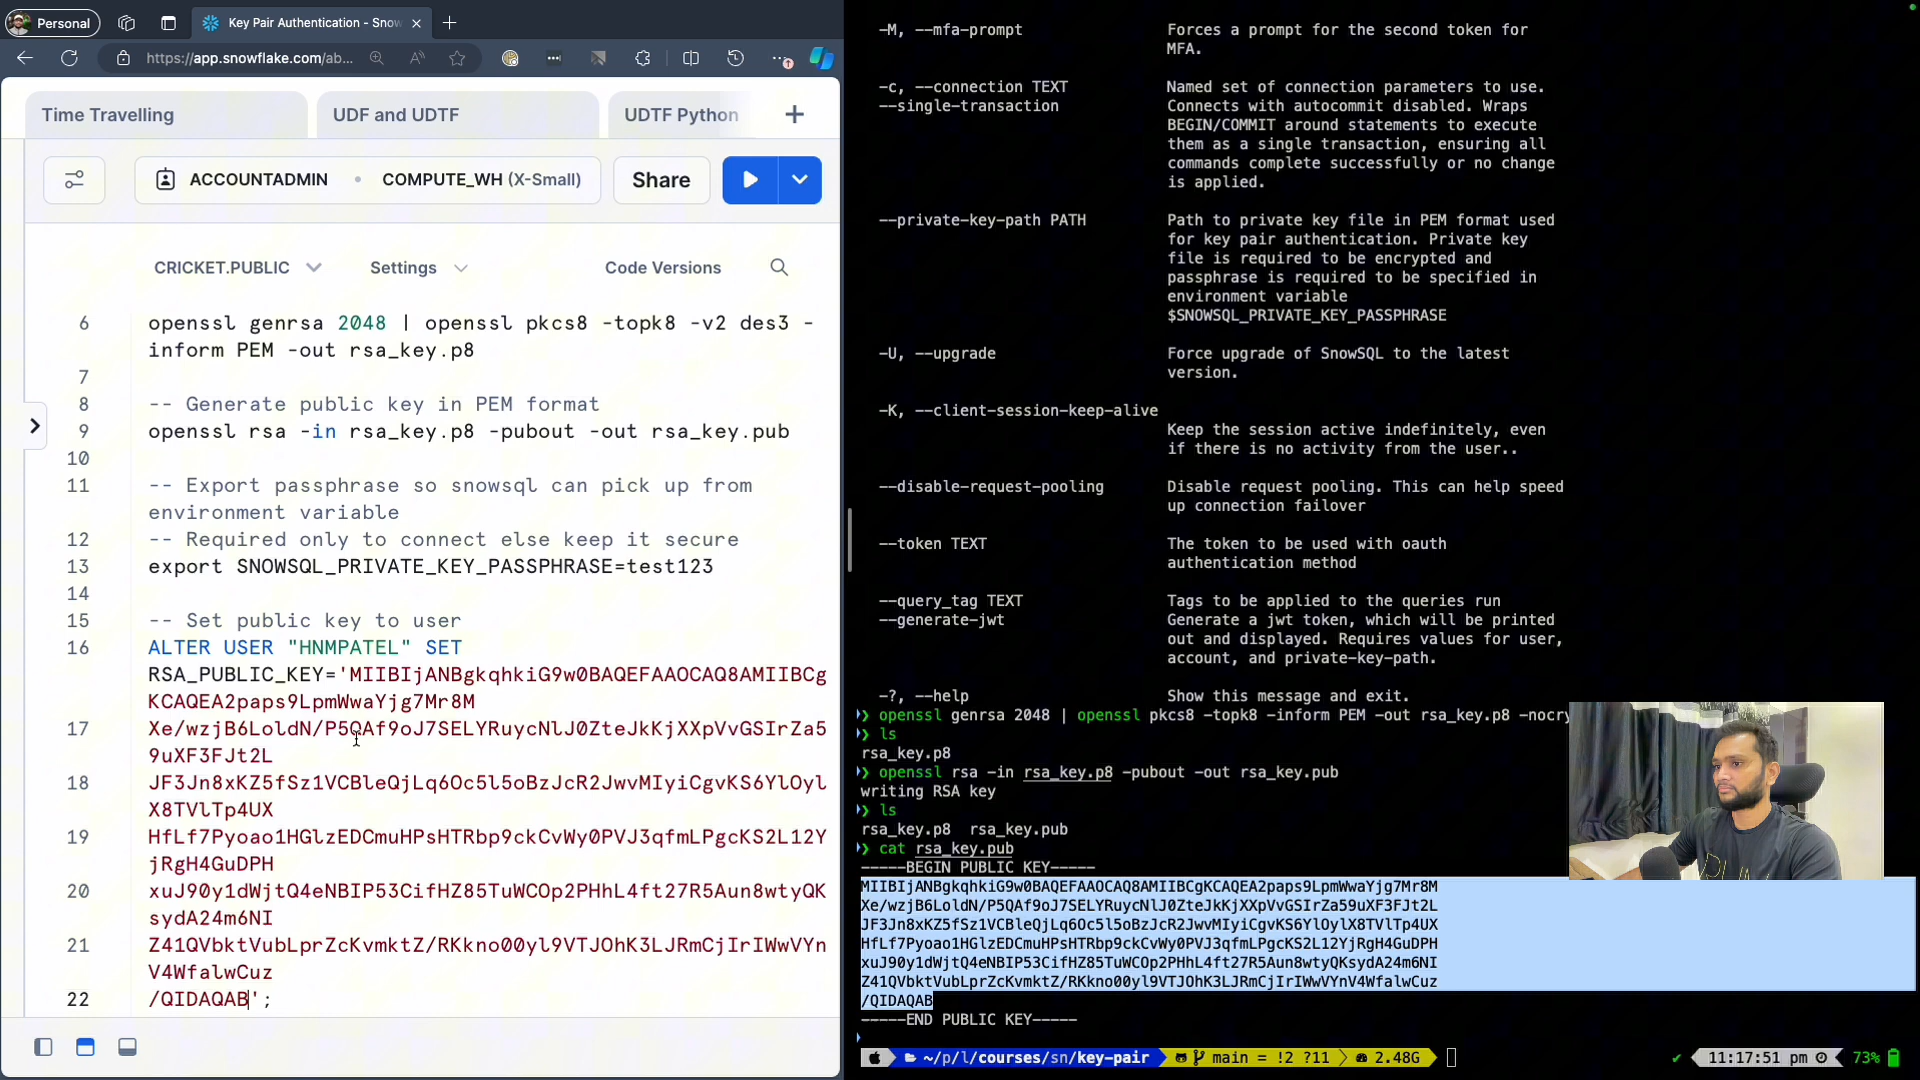 Personal
Key Pair Authentication - Snow
https://app.snowflake.com/ab...
Time Travelling
UDF and UDTF
UDTF Python
ACCOUNTADMIN
COMPUTE_WH (X-Small)
Share
CRICKET.PUBLIC
Settings
Code Versions
6 openssl genrsa 2048 | openssl pkcs8 -topk8 -v2 des3 -
inform PEM -out rsa_key.p8
7
8 -- Generate public key in PEM format
9 openssl rsa -in rsa_key.p8 -pubout -out rsa_key.pub
10
11 -- Export passphrase so snowsql can pick up from
environment variable
12 -- Required only to connect else keep it secure
13 export SNOWSQL_PRIVATE_KEY_PASSPHRASE=test123
14
15 -- Set public key to user
16 ALTER USER "HNMPATEL" SET
RSA_PUBLIC_KEY='MIIBIjANBgkqhkiG9w0BAQEFAAOCAQ8AMIIBCg
KCAQEA2paps9LpmWwaYjg7Mr8M
17 Xe/wzjB6LoldN/P5QAf9oJ7SELYRuycNlJ0ZteJkKjXXpVvGSIrZa5
9uXF3FJt2L
18 JF3Jn8xKZ5fSz1VCBleQjLq6Oc5l5oBzJcR2JwvMIyiCgvKS6YlOyl
X8TVlTp4UX
19 HfLf7Pyoao1HGlzEDCmuHPsHTRbp9ckCvWy0PVJ3qfmLPgcKS2L12Y
jRgH4GuDPH
20 xuJ90y1dWjtQ4eNBIP53CifHZ85TuWCOp2PHhL4ft27R5Aun8wtyQK
sydA24m6NI
21 Z41QVbktVubLprZcKvmktZ/RKkno00yl9VTJOhK3LJRmCjIrIWwVYn
V4WfalwCuz
22 /QIDAQAB';
-M, --mfa-prompt Forces a prompt for the second token for
MFA.
-c, --connection TEXT Named set of connection parameters to use.
--single-transaction Connects with autocommit disabled. Wraps
BEGIN/COMMIT around statements to execute
them as a single transaction, ensuring all
commands complete successfully or no change
is applied.
--private-key-path PATH Path to private key file in PEM format used
for key pair authentication. Private key
file is required to be encrypted and
passphrase is required to be specified in
environment variable
$SNOWSQL_PRIVATE_KEY_PASSPHRASE
-U, --upgrade Force upgrade of SnowSQL to the latest
version.
-K, --client-session-keep-alive
Keep the session active indefinitely, even
if there is no activity from the user..
--disable-request-pooling Disable request pooling. This can help speed
up connection failover
--token TEXT The token to be used with oauth
authentication method
--query_tag TEXT Tags to be applied to the queries run
--generate-jwt Generate a jwt token, which will be printed
out and displayed. Requires values for user,
account, and private-key-path.
-?, --help Show this message and exit.
❯ openssl genrsa 2048 | openssl pkcs8 -topk8 -inform PEM -out rsa_key.p8 -nocry
❯ ls
rsa_key.p8
❯ openssl rsa -in rsa_key.p8 -pubout -out rsa_key.pub
writing RSA key
❯ ls
rsa_key.p8 rsa_key.pub
❯ cat rsa_key.pub
-----BEGIN PUBLIC KEY-----
MIIBIjANBgkqhkiG9w0BAQEFAAOCAQ8AMIIBCgKCAQEA2paps9LpmWwaYjg7Mr8M
Xe/wzjB6LoldN/P5QAf9oJ7SELYRuycNlJ0ZteJkKjXXpVvGSIrZa59uXF3FJt2L
JF3Jn8xKZ5fSz1VCBleQjLq6Oc5l5oBzJcR2JwvMIyiCgvKS6YlOylX8TVlTp4UX
HfLf7Pyoao1HGlzEDCmuHPsHTRbp9ckCvWy0PVJ3qfmLPgcKS2L12YjRgH4GuDPH
xuJ90y1dWjtQ4eNBIP53CifHZ85TuWCOp2PHhL4ft27R5Aun8wtyQKsydA24m6NI
Z41QVbktVubLprZcKvmktZ/RKkno00yl9VTJOhK3LJRmCjIrIWwVYnV4WfalwCuz
/QIDAQAB
-----END PUBLIC KEY-----
~/p/l/courses/sn/key-pair main = !2 ?11 2.48G 11:17:51 pm 73%